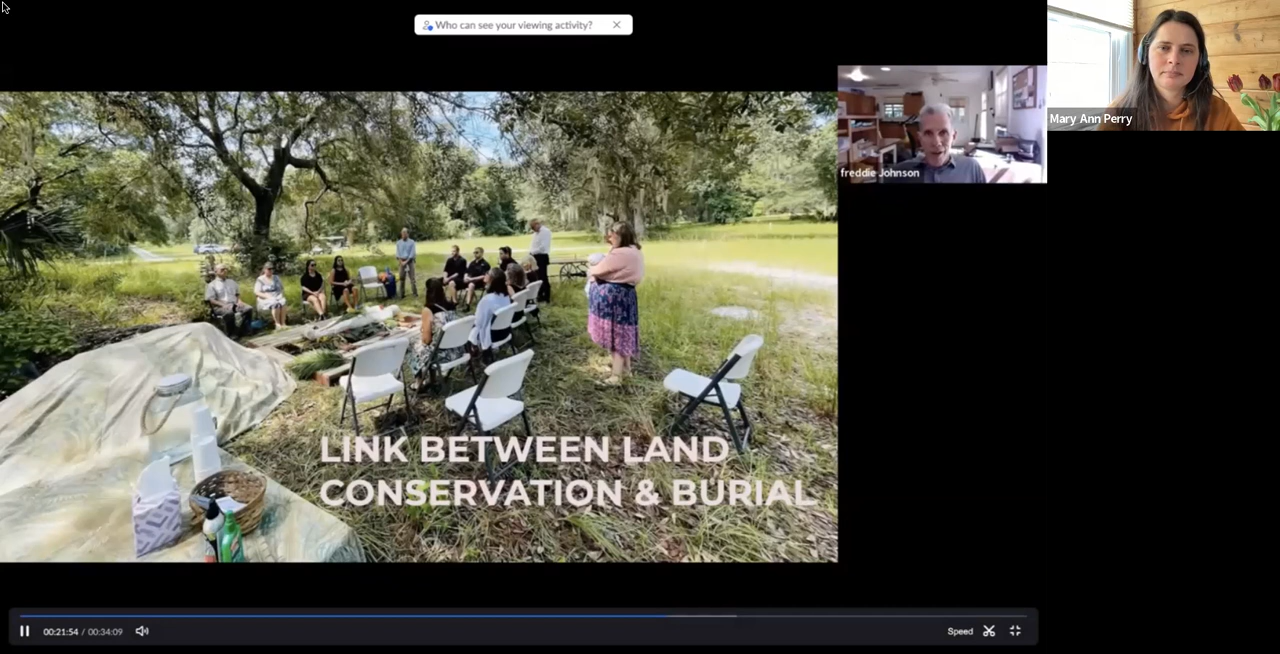 Who can see your viewing activity?
Mary Ann Perry
freddie Johnson
LINK BETWEEN LAND
CONSERVATION & BURIAL
00:21:54 / 00:34:09
Speed